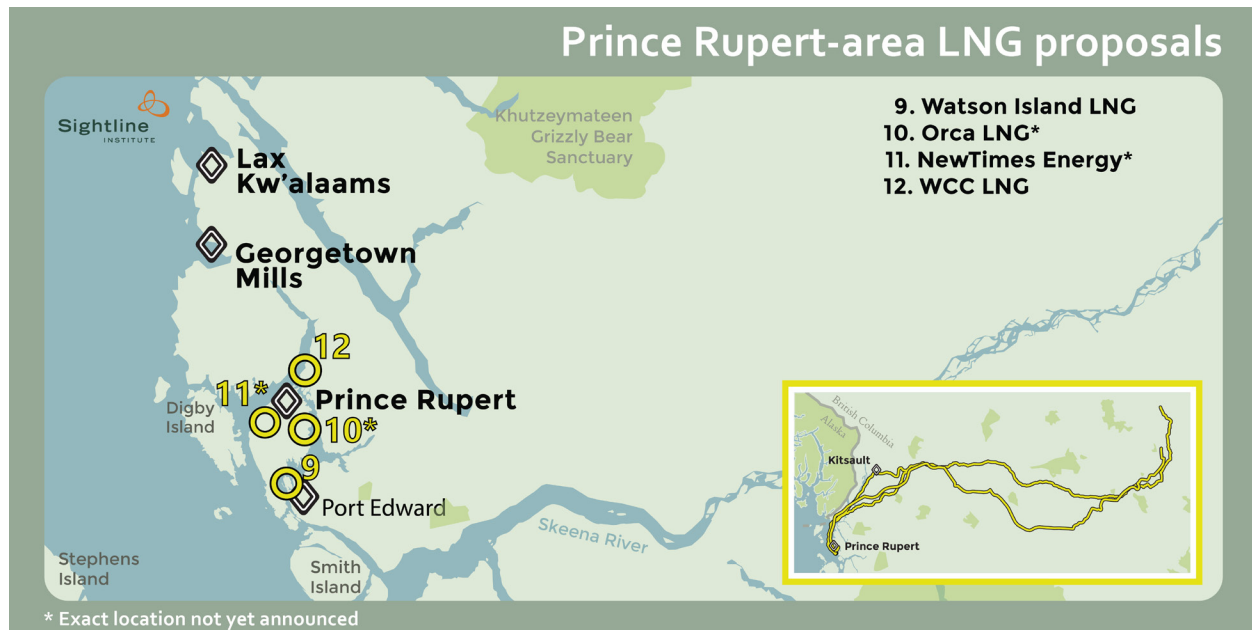 Prince Rupert-area LNG proposals
Sightline
INSTITUTE
Khutzeymateen
Grizzly Bear
Sanctuary
9. Watson Island LNG
10. Orca LNG*
11. NewTimes Energy*
12. WCC LNG
Lax
Kw'alaams
Georgetown
Mills
12
11*
Prince Rupert
Digby
Island
10*
9
Port Edward
Skeena River
Stephens
Island
Smith
Island
British Columbia
Alaska
Kitsault
Prince Rupert
* Exact location not yet announced